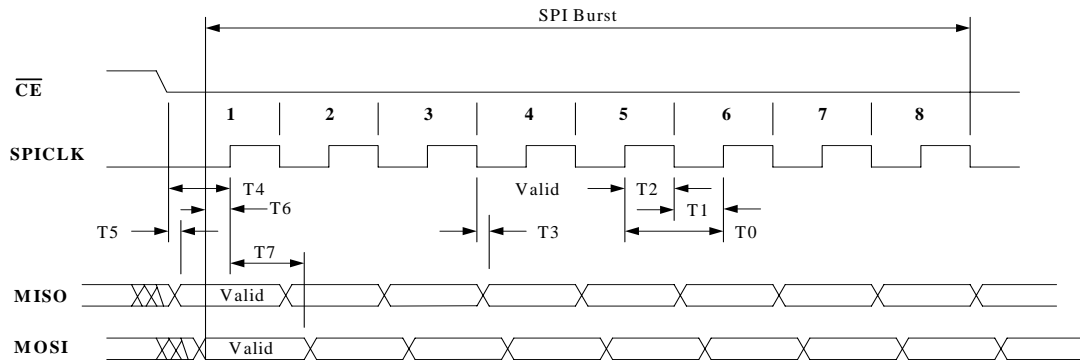 SPI Burst
CE
1 2 3 4 5 6 7 8
SPICLK
T4 Valid T2
T6 T1
T5 T3 T0
T7
MISO Valid
MOSI Valid